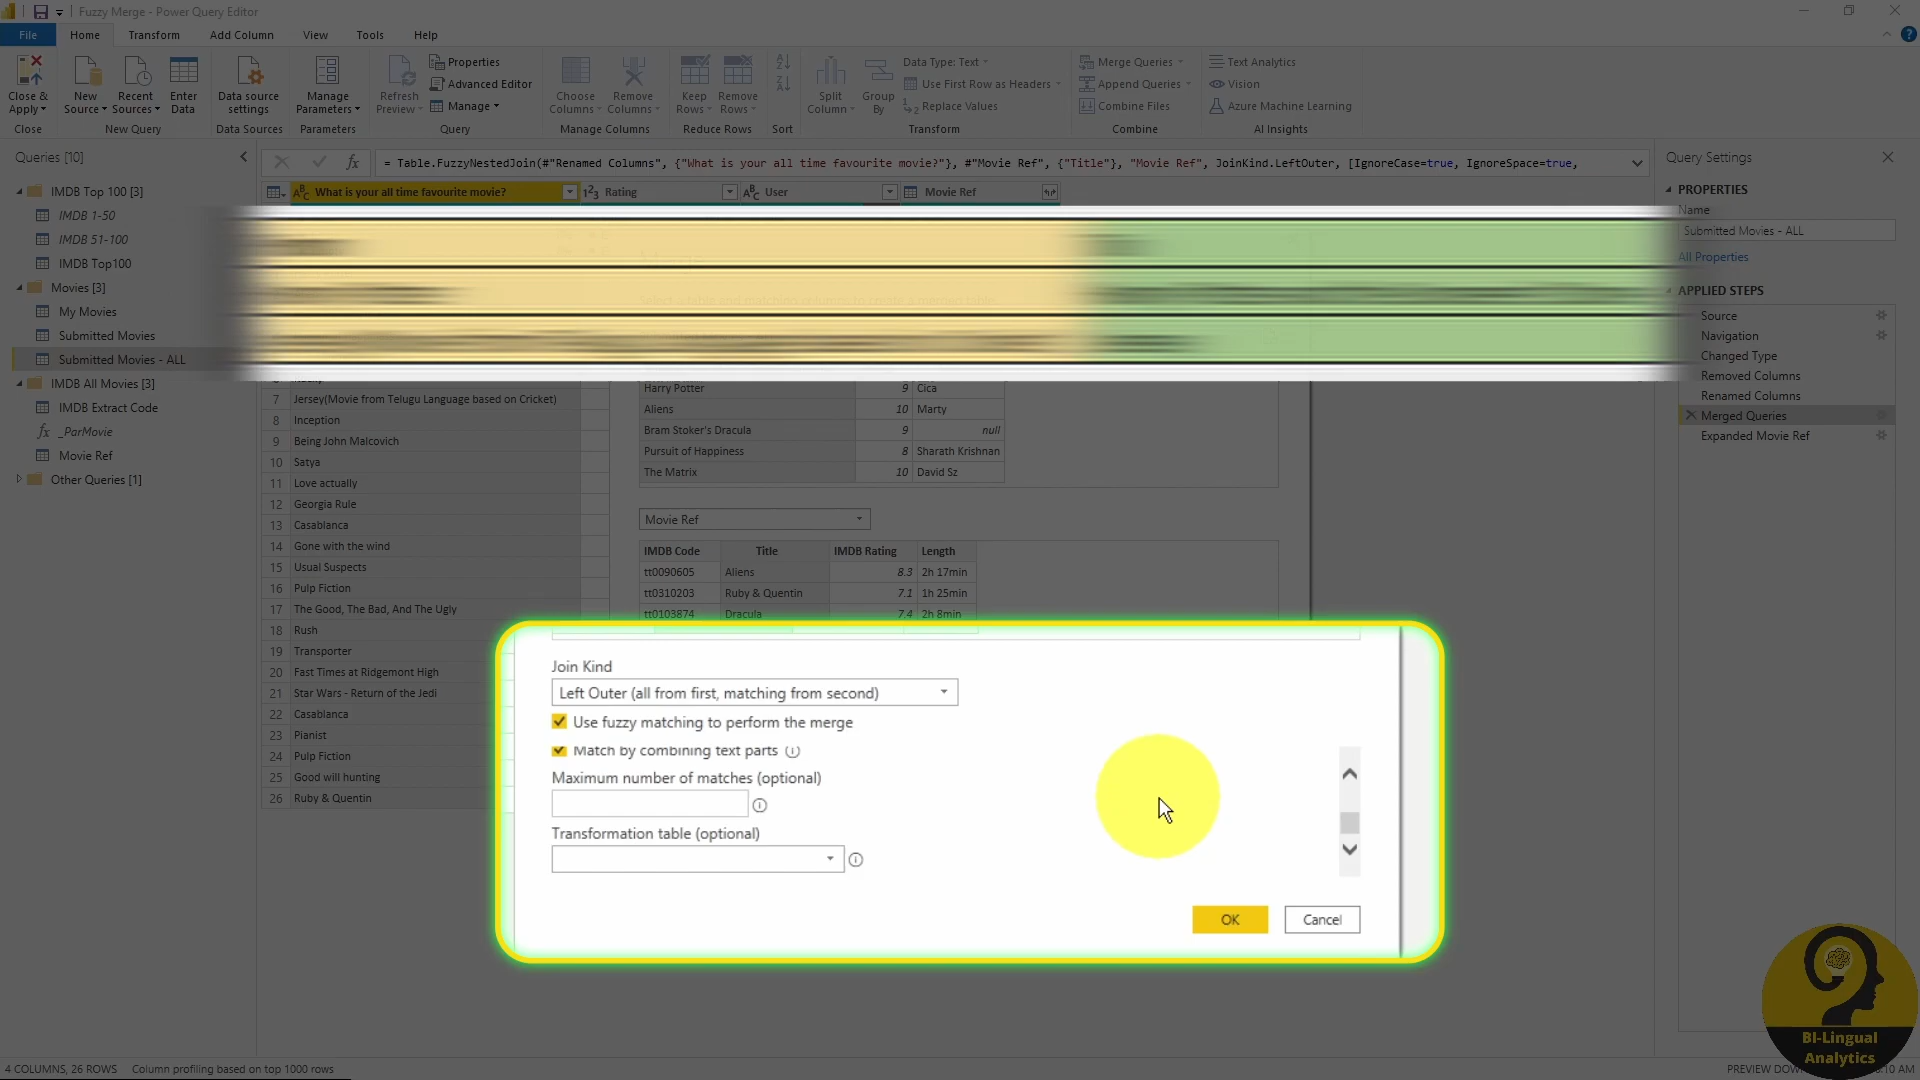 Fuzzy Merge - Power Query Editor
File Home Transform Add Column View Tools Help
Close & Apply
New Source
Recent Sources
Enter Data
Data source settings
Manage Parameters
Refresh Preview
Properties
Advanced Editor
Manage
Choose Columns
Remove Columns
Keep Rows
Remove Rows
Split Column
Group By
Data Type: Text
Use First Row as Headers
Replace Values
Merge Queries
Append Queries
Combine Files
Text Analytics
Vision
Azure Machine Learning
Close New Query Data Sources Parameters Query Manage Columns Reduce Rows Sort Transform Combine AI Insights
Queries [10]
IMDB Top 100 [3]
IMDB 1-50
IMDB 51-100
IMDB Top100
Movies [3]
My Movies
Submitted Movies
Submitted Movies - ALL
IMDB All Movies [3]
IMDB Extract Code
fx _ParMovie
Movie Ref
Other Queries [1]
fx = Table.FuzzyNestedJoin(#"Renamed Columns", {"What is your all time favourite movie?"}, #"Movie Ref", {"Title"}, "Movie Ref", JoinKind.LeftOuter, [IgnoreCase=true, IgnoreSpace=true,
ABC What is your all time favourite movie? 123 Rating ABC User Movie Ref
7 Jersey(Movie from Telugu Language based on Cricket)
8 Inception
9 Being John Malcovich
10 Satya
11 Love actually
12 Georgia Rule
13 Casablanca
14 Gone with the wind
15 Usual Suspects
16 Pulp Fiction
17 The Good, The Bad, And The Ugly
18 Rush
19 Transporter
20 Fast Times at Ridgemont High
21 Star Wars - Return of the Jedi
22 Casablanca
23 Pianist
24 Pulp Fiction
25 Good will hunting
26 Ruby & Quentin
Harry Potter 9 Cica
Aliens 10 Marty
Bram Stoker's Dracula 9 null
Pursuit of Happiness 8 Sharath Krishnan
The Matrix 10 David Sz
Movie Ref
IMDB Code Title IMDB Rating Length
tt0090605 Aliens 8.3 2h 17min
tt0310203 Ruby & Quentin 7.1 1h 25min
tt0103874 Dracula 7.4 2h 8min
Join Kind
Left Outer (all from first, matching from second)
Use fuzzy matching to perform the merge
Match by combining text parts
Maximum number of matches (optional)
Transformation table (optional)
OK Cancel
Query Settings
PROPERTIES
Name
Submitted Movies - ALL
All Properties
APPLIED STEPS
Source
Navigation
Changed Type
Removed Columns
Renamed Columns
Merged Queries
Expanded Movie Ref
BI-Lingual
Analytics
4 COLUMNS, 26 ROWS Column profiling based on top 1000 rows
PREVIEW